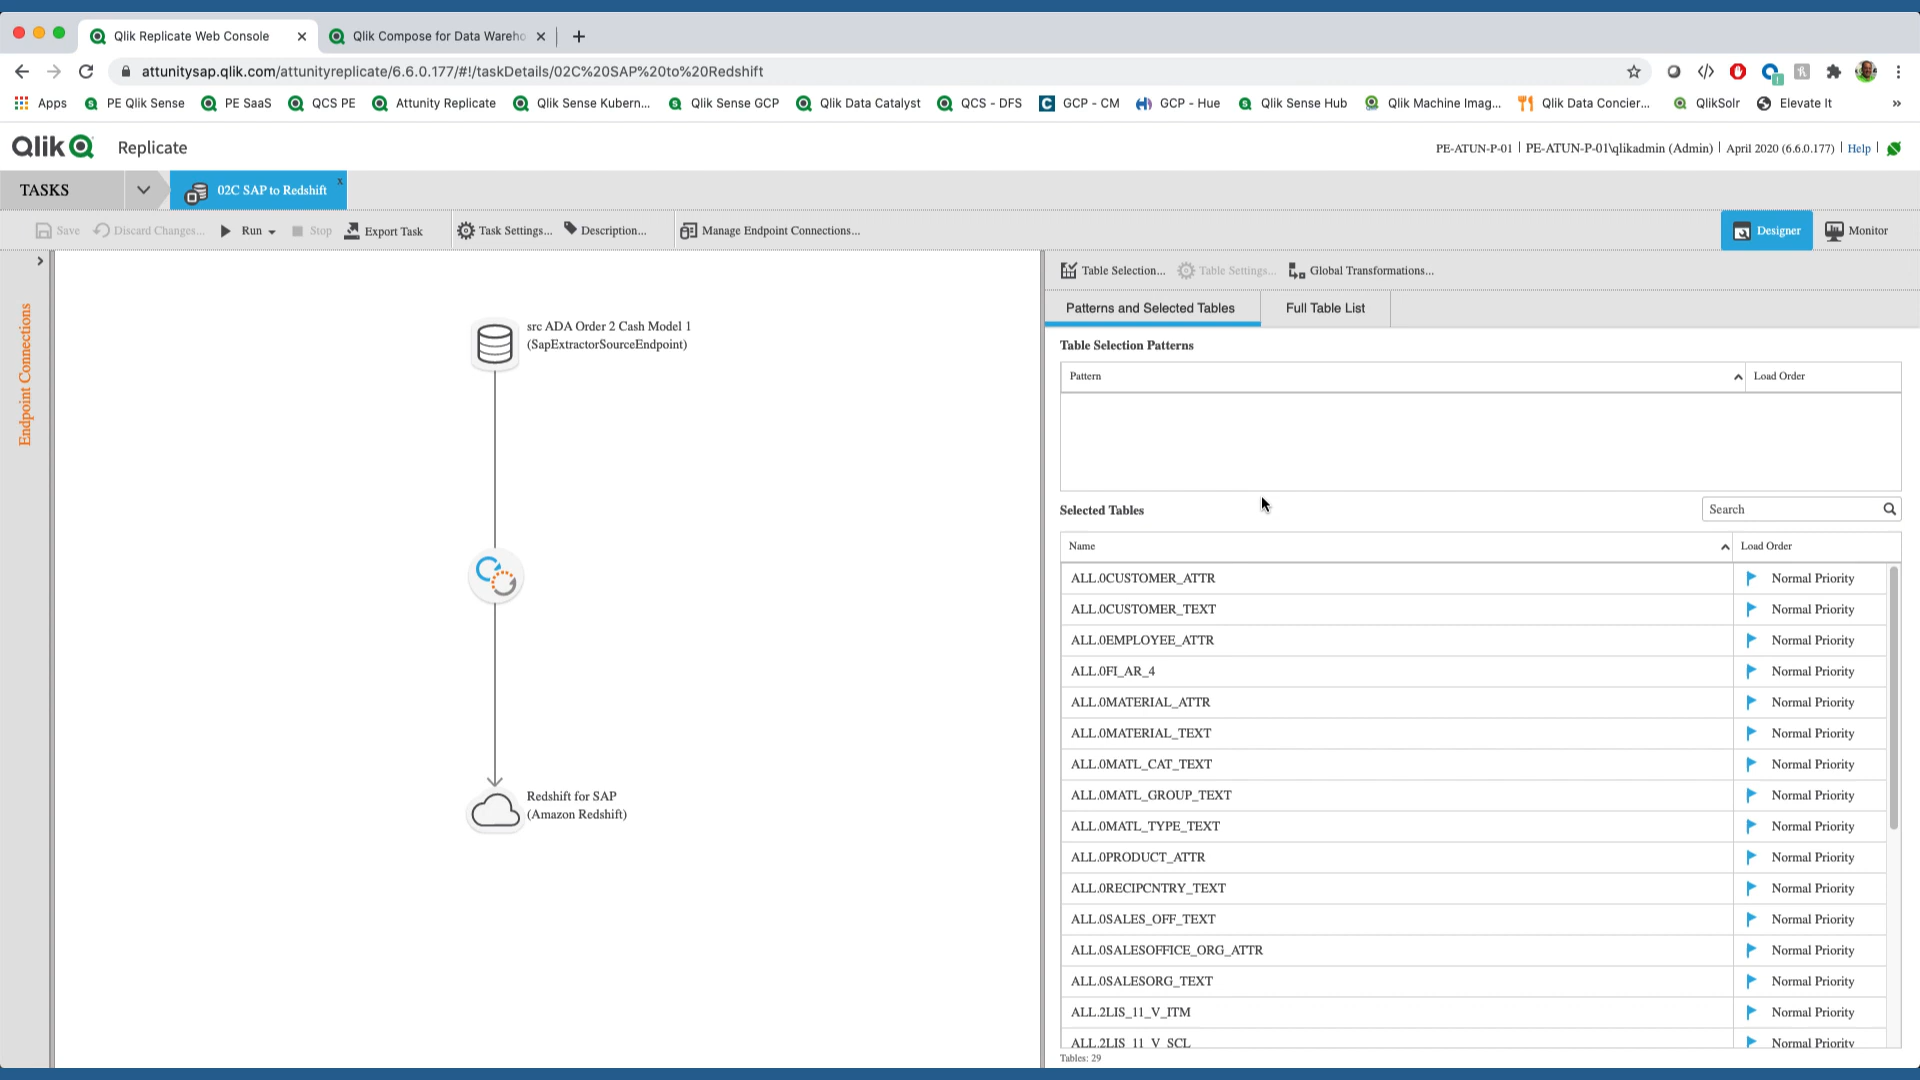 Qlik Replicate Web Console
Qlik Compose for Data Wareho
attunitysap.qlik.com/attunityreplicate/6.6.0.177/#!/taskDetails/02C%20SAP%20to%20Redshift
Apps
PE Qlik Sense
PE SaaS
QCS PE
Attunity Replicate
Qlik Sense Kubern...
Qlik Sense GCP
Qlik Data Catalyst
QCS - DFS
GCP - CM
GCP - Hue
Qlik Sense Hub
Qlik Machine Imag...
Qlik Data Concier...
QlikSolr
Elevate It
Qlik Replicate
PE-ATUN-P-01 | PE-ATUN-P-01\qlikadmin (Admin) | April 2020 (6.6.0.177) | Help |
TASKS
02C SAP to Redshift
x
Save
Discard Changes...
Run
Stop
Export Task
Task Settings...
Description...
Manage Endpoint Connections...
Designer
Monitor
Endpoint Connections
src ADA Order 2 Cash Model 1
(SapExtractorSourceEndpoint)
Redshift for SAP
(Amazon Redshift)
Table Selection...
Table Settings...
Global Transformations...
Patterns and Selected Tables
Full Table List
Table Selection Patterns
Pattern
Load Order
Selected Tables
Search
Name
Load Order
ALL.0CUSTOMER_ATTR Normal Priority
ALL.0CUSTOMER_TEXT Normal Priority
ALL.0EMPLOYEE_ATTR Normal Priority
ALL.0FI_AR_4 Normal Priority
ALL.0MATERIAL_ATTR Normal Priority
ALL.0MATERIAL_TEXT Normal Priority
ALL.0MATL_CAT_TEXT Normal Priority
ALL.0MATL_GROUP_TEXT Normal Priority
ALL.0MATL_TYPE_TEXT Normal Priority
ALL.0PRODUCT_ATTR Normal Priority
ALL.0RECIPCNTRY_TEXT Normal Priority
ALL.0SALES_OFF_TEXT Normal Priority
ALL.0SALESOFFICE_ORG_ATTR Normal Priority
ALL.0SALESORG_TEXT Normal Priority
ALL.2LIS_11_V_ITM Normal Priority
ALL.2LIS_11_V_SCL Normal Priority
Tables: 29